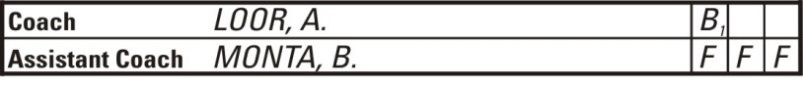 Coach LOOR, A. B₁
Assistant Coach MONTA, B. F F F